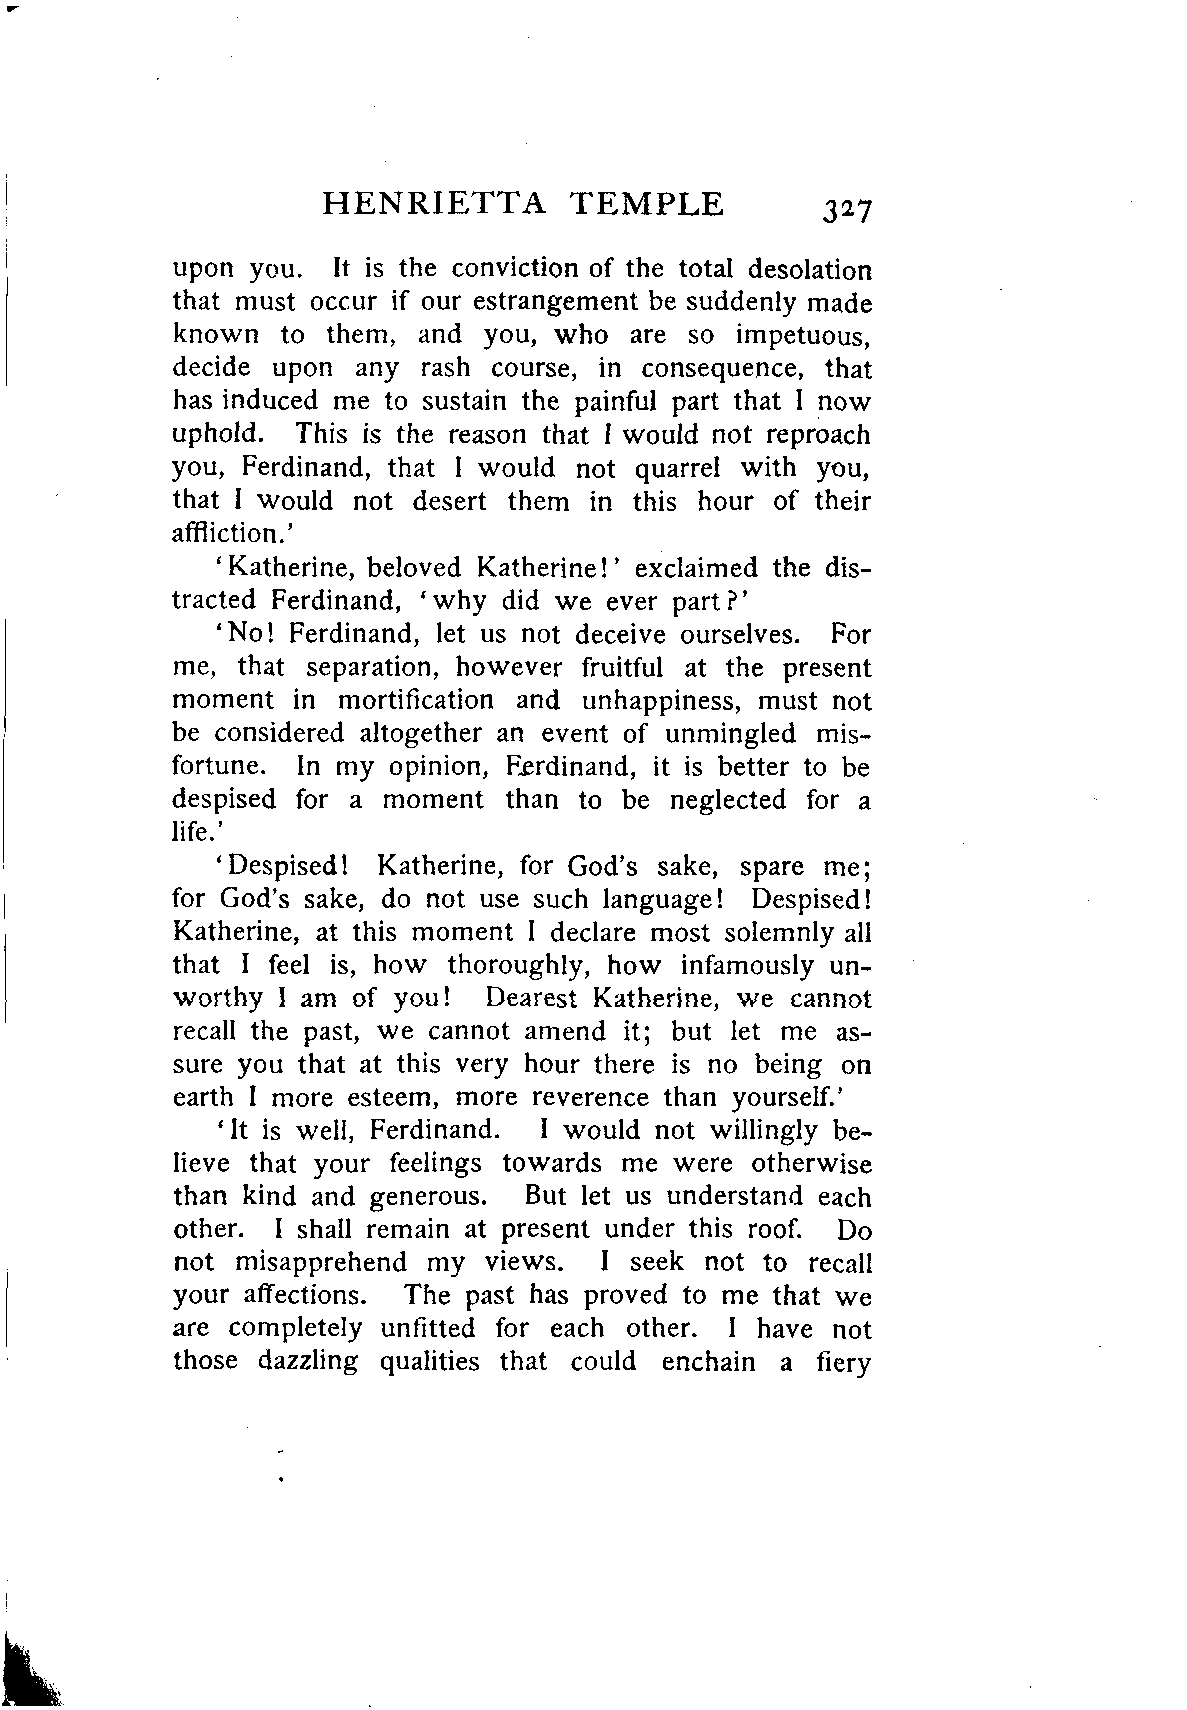 HENRIETTA TEMPLE 327
upon you. It is the conviction of the total desolation
that must occur if our estrangement be suddenly made
known to them, and you, who are so impetuous,
decide upon any rash course, in consequence, that
has induced me to sustain the painful part that I now
uphold. This is the reason that I would not reproach
you, Ferdinand, that I would not quarrel with you,
that I would not desert them in this hour of their
affliction.'
'Katherine, beloved Katherine!' exclaimed the dis-
tracted Ferdinand, 'why did we ever part?'
'No! Ferdinand, let us not deceive ourselves. For
me, that separation, however fruitful at the present
moment in mortification and unhappiness, must not
be considered altogether an event of unmingled mis-
fortune. In my opinion, Ferdinand, it is better to be
despised for a moment than to be neglected for a
life.'
'Despised! Katherine, for God's sake, spare me;
for God's sake, do not use such language! Despised!
Katherine, at this moment I declare most solemnly all
that I feel is, how thoroughly, how infamously un-
worthy I am of you! Dearest Katherine, we cannot
recall the past, we cannot amend it; but let me as-
sure you that at this very hour there is no being on
earth I more esteem, more reverence than yourself.'
'It is well, Ferdinand. I would not willingly be-
lieve that your feelings towards me were otherwise
than kind and generous. But let us understand each
other. I shall remain at present under this roof. Do
not misapprehend my views. I seek not to recall
your affections. The past has proved to me that we
are completely unfitted for each other. I have not
those dazzling qualities that could enchain a fiery